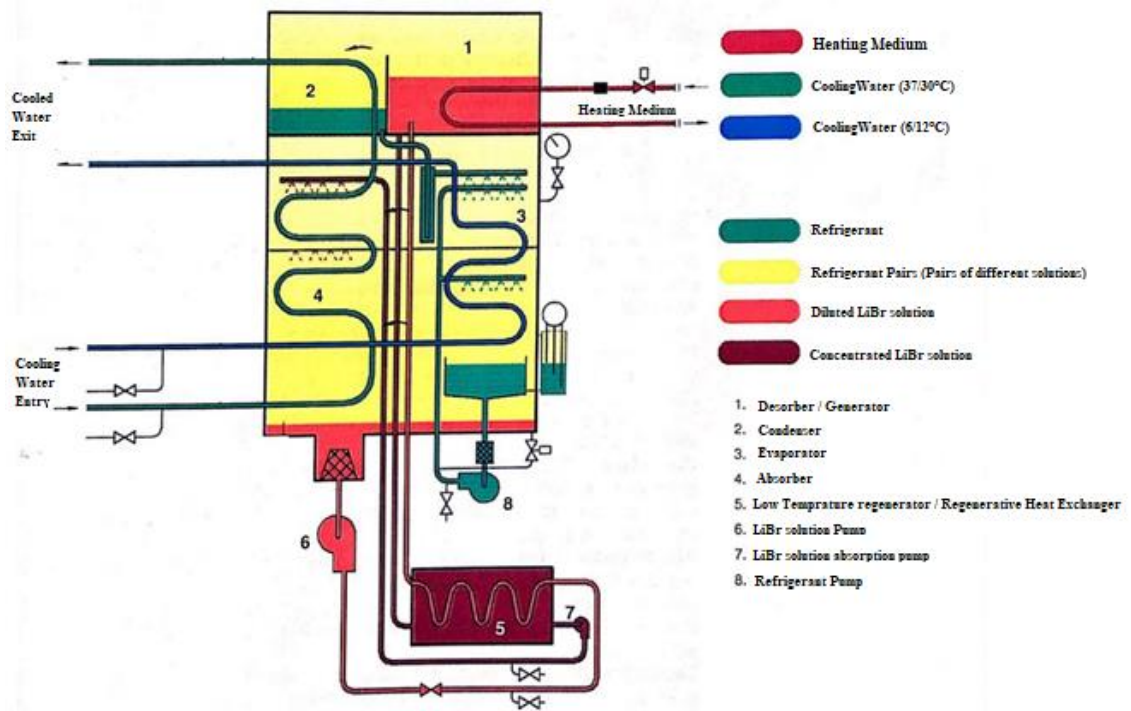 1
2
3
4
5
6
7
8
Cooled
Water
Exit
Heating Medium
Cooling
Water
Entry
Heating Medium
CoolingWater (37/30°C)
CoolingWater (6/12°C)
Refrigerant
Refrigerant Pairs (Pairs of different solutions)
Diluted LiBr solution
Concentrated LiBr solution
1. Desorber / Generator
2. Condenser
3. Evaporator
4. Absorber
5. Low Temprature regenerator / Regenerative Heat Exchanger
6. LiBr solution Pump
7. LiBr solution absorption pump
8. Refrigerant Pump